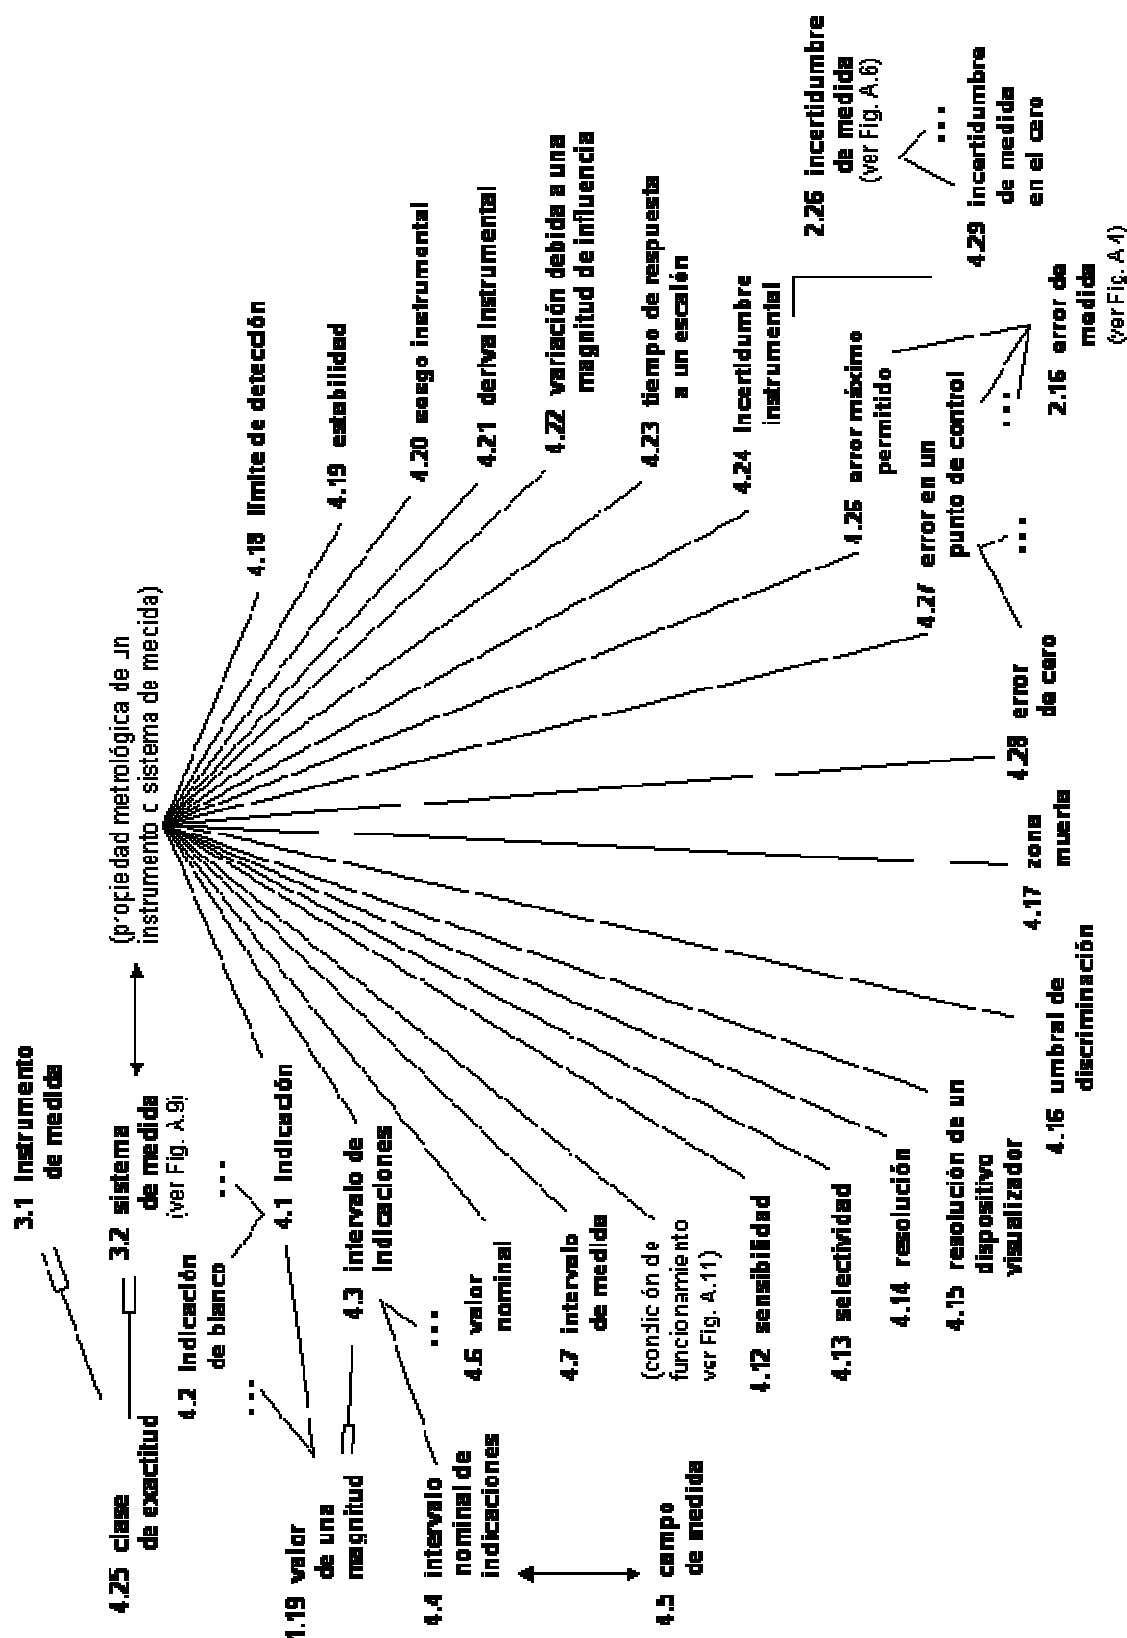 3.1 Instrumento
de medida
4.25 clase
de exactitud
3.2 sistema
de medida
(ver Fig. A.9)
(propiedad metrológica de un
instrumento o sistema de medida)
4.2 Indicación
de blanco
...
...
4.1 Indicación
1.19 valor
de una
magnitud
4.3 intervalo de
Indicaciones
4.4 intervalo
nominal de
indicaciones
...
4.5 campo
de medida
4.6 valor
nominal
4.7 intervalo
de medida
(condición de
funcionamiento
ver Fig. A.11)
4.12 sensibilidad
4.13 selectividad
4.14 resolución
4.15 resolución de un
dispositivo
visualizador
4.16 umbral de
discriminación
4.17 zona
muerta
4.28 error
de cero
...
4.27 error en un
punto de control
4.26 error máximo
permitido
...
2.16 error de
medida
(ver Fig. A.4)
4.24 Incertidumbre
instrumental
4.29 incertidumbre
de medida
en el cero
...
2.26 incertidumbre
de medida
(ver Fig. A.6)
4.23 tiempo de respuesta
a un escalón
4.22 variación debida a una
magnitud de influencia
4.21 deriva instrumental
4.20 sesgo instrumental
4.19 estabilidad
4.18 límite de detección